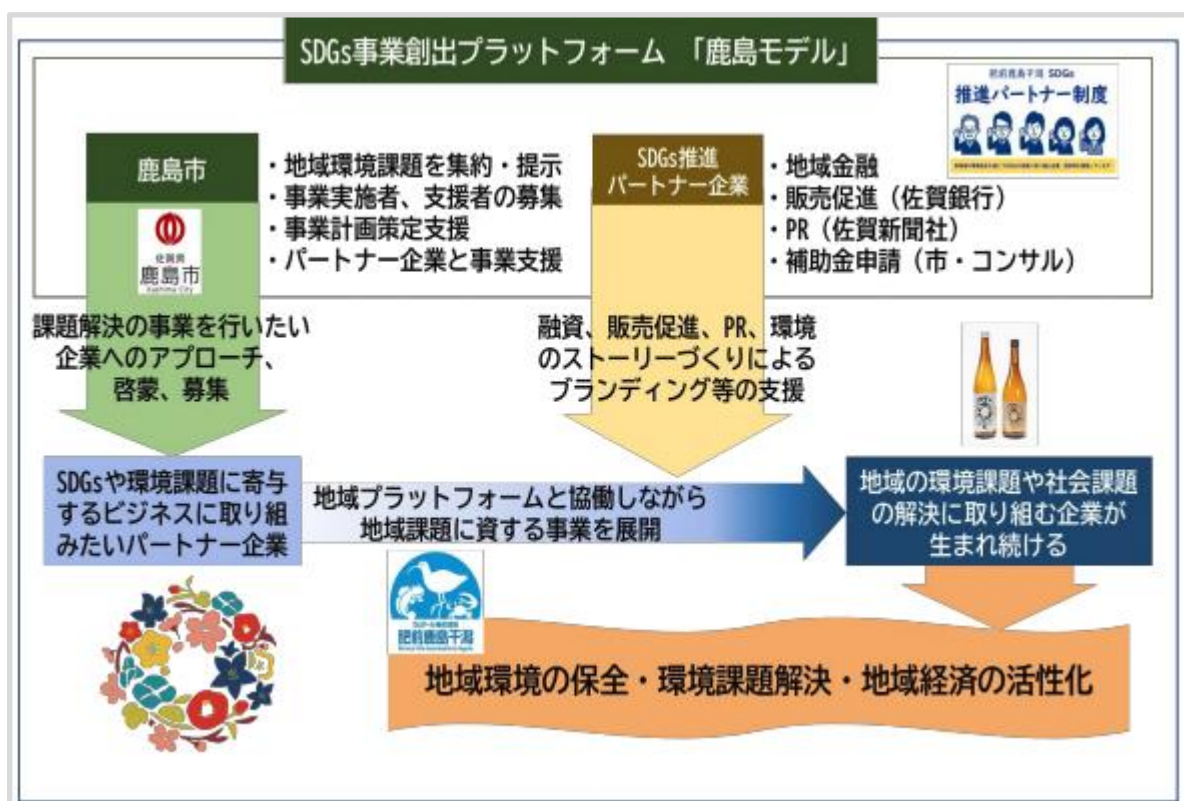 SDGs事業創出プラットフォーム 「鹿島モデル」
肥前鹿島干潟 SDGs
推進パートナー制度
鹿島市
・地域環境課題を集約・提示
・事業実施者、支援者の募集
・事業計画策定支援
・パートナー企業と事業支援
佐賀県
鹿島市
Kashima City
SDGs推進
パートナー企業
・地域金融
・販売促進（佐賀銀行）
・PR（佐賀新聞社）
・補助金申請（市・コンサル）
課題解決の事業を行いたい
企業へのアプローチ、
啓蒙、募集
融資、販売促進、PR、環境
のストーリーづくりによる
ブランディング等の支援
SDGsや環境課題に寄与
するビジネスに取り組
みたいパートナー企業
地域プラットフォームと協働しながら
地域課題に資する事業を展開
地域の環境課題や社会課題
の解決に取り組む企業が
生まれ続ける
肥前鹿島干潟
地域環境の保全・環境課題解決・地域経済の活性化